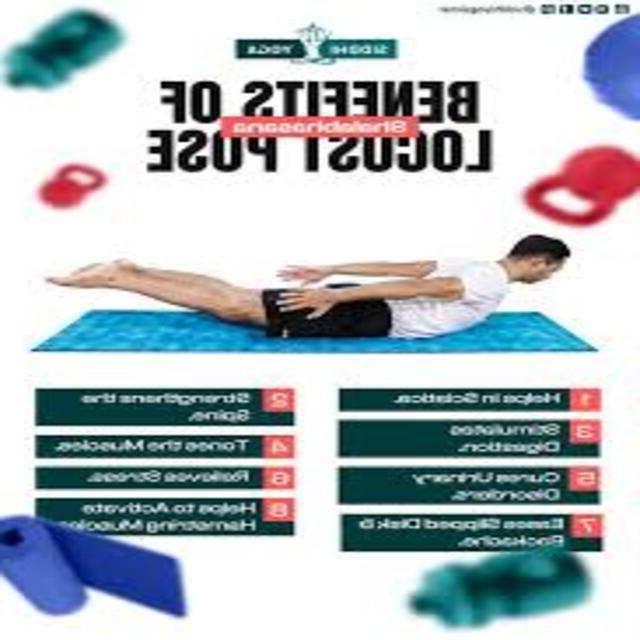 SIDDHI YOGA
BENEFITS OF
Shalabhasana
LOCUST POSE
1 Helps in Sciatica.
2 Strengthens the
Spine.
3 Stimulates
Digestion.
4 Tones the Muscles.
5 Cures Urinary
Disorders.
6 Relieves Stress.
7 Eases Slipped Disk &
Backache.
8 Helps to Activate
Hamstring Muscles